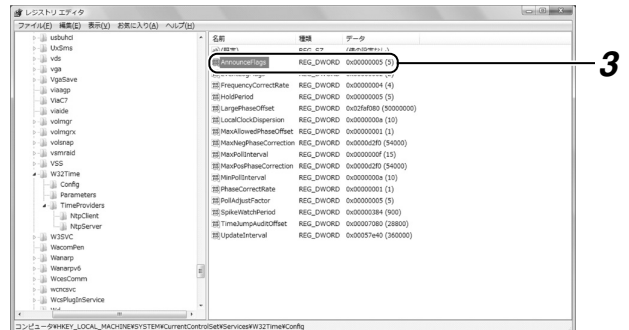 レジストリ エディタ
ファイル(F) 編集(E) 表示(V) お気に入り(A) ヘルプ(H)
usbuhci
UxSms
vds
vga
VgaSave
viaagp
ViaC7
viaide
volmgr
volmgrx
volsnap
vsmraid
VSS
W32Time
Config
Parameters
TimeProviders
NtpClient
NtpServer
W3SVC
WacomPen
Wanarp
Wanarpv6
WcesComm
wcncsvc
WcsPlugInService
名前 種類 データ
AnnounceFlags REG_DWORD 0x00000005 (5)
FrequencyCorrectRate REG_DWORD 0x00000004 (4)
HoldPeriod REG_DWORD 0x00000005 (5)
LargePhaseOffset REG_DWORD 0x02faf080 (50000000)
LocalClockDispersion REG_DWORD 0x0000000a (10)
MaxAllowedPhaseOffset REG_DWORD 0x00000001 (1)
MaxNegPhaseCorrection REG_DWORD 0x0000d2f0 (54000)
MaxPollInterval REG_DWORD 0x0000000f (15)
MaxPosPhaseCorrection REG_DWORD 0x0000d2f0 (54000)
MinPollInterval REG_DWORD 0x0000000a (10)
PhaseCorrectRate REG_DWORD 0x00000001 (1)
PollAdjustFactor REG_DWORD 0x00000005 (5)
SpikeWatchPeriod REG_DWORD 0x00000384 (900)
TimeJumpAuditOffset REG_DWORD 0x00007080 (28800)
UpdateInterval REG_DWORD 0x00057e40 (360000)
3
コンピュータ¥HKEY_LOCAL_MACHINE¥SYSTEM¥CurrentControlSet¥Services¥W32Time¥Config